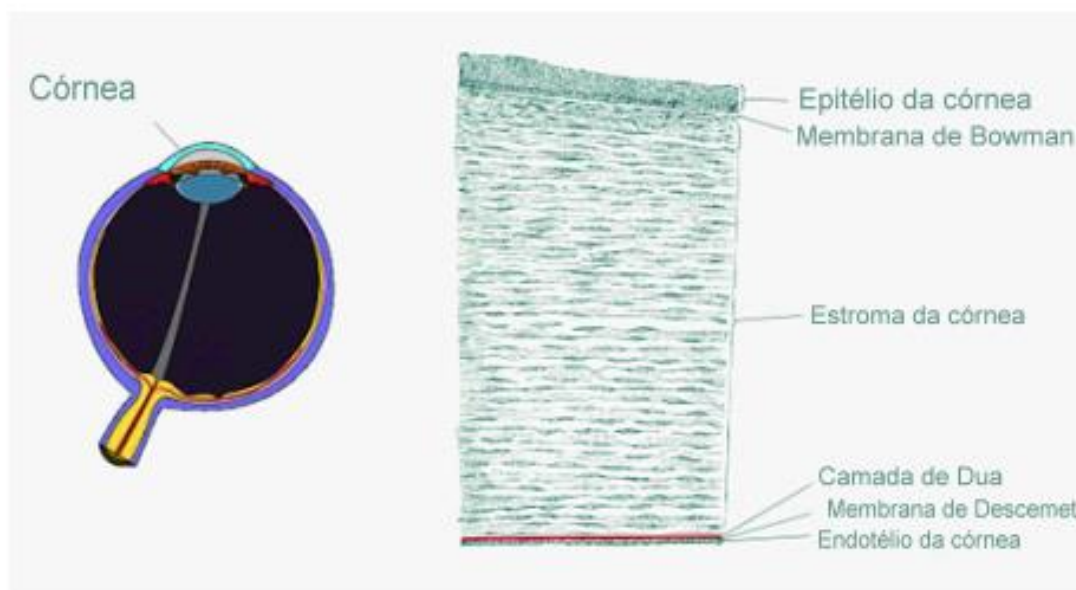 Córnea
Epitélio da córnea
Membrana de Bowman
Estroma da córnea
Camada de Dua
Membrana de Descemet
Endotélio da córnea